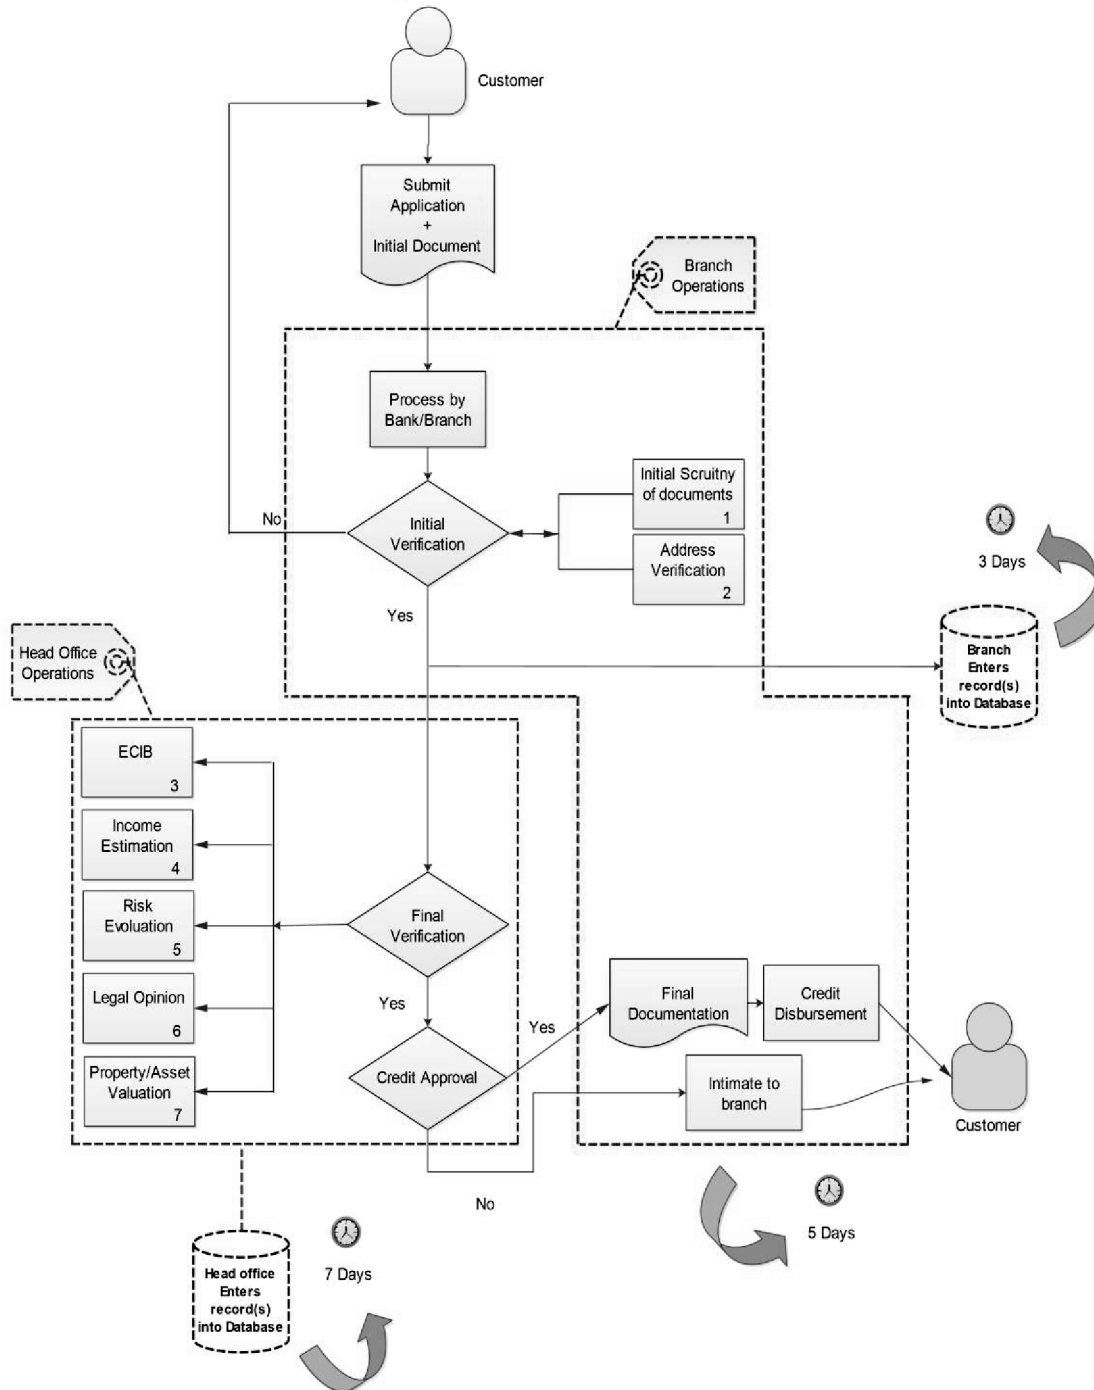 Customer
Submit
Application
+
Initial Document
Branch
Operations
Process by
Bank/Branch
Initial Scruitny
of documents
1
No
Initial
Verification
Address
Verification
2
3 Days
Yes
Head Office
Operations
Branch
Enters
record(s)
into Database
ECIB
3
Income
Estimation
4
Risk
Evoluation
5
Final
Verification
Legal Opinion
6
Yes
Final
Documentation
Credit
Disbursement
Yes
Property/Asset
Valuation
7
Credit Approval
Intimate to
branch
Customer
No
5 Days
7 Days
Head office
Enters
record(s)
into Database